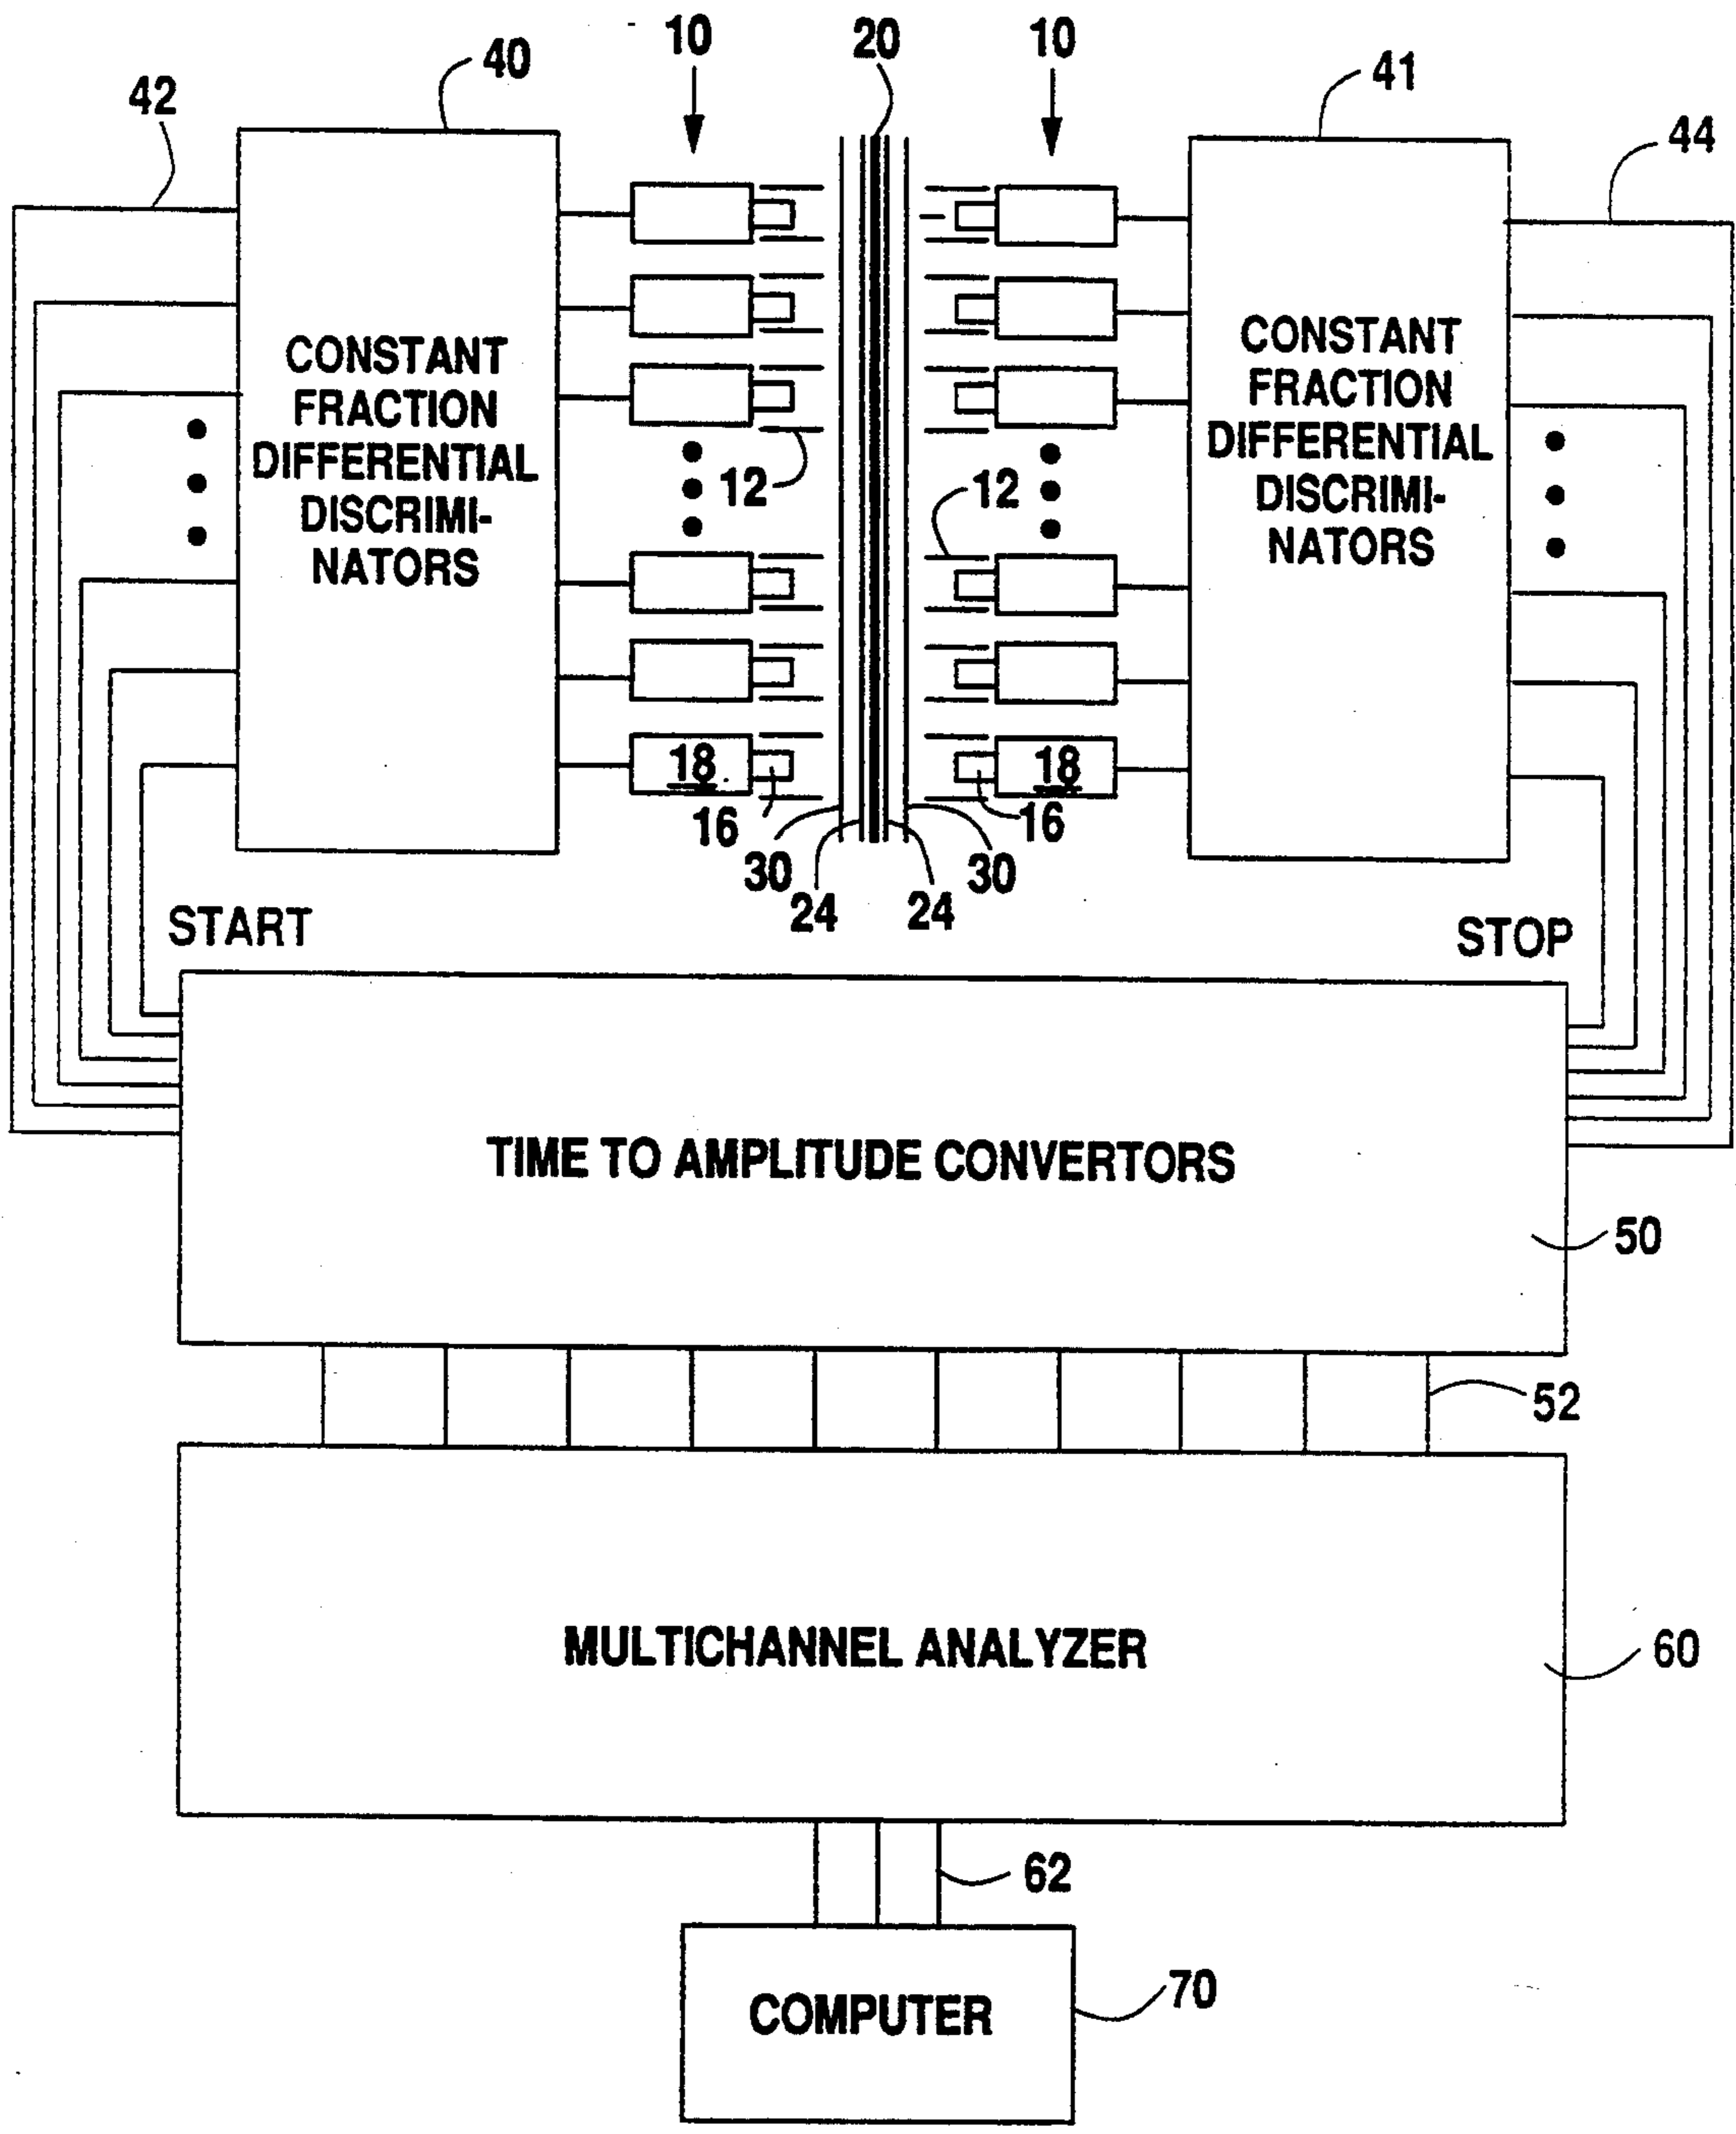 10
20
10
40
41
42
44
CONSTANT
FRACTION
DIFFERENTIAL
DISCRIMI-
NATORS
CONSTANT
FRACTION
DIFFERENTIAL
DISCRIMI-
NATORS
12
12
18
18
16
16
30
30
24
24
START
STOP
TIME TO AMPLITUDE CONVERTORS
50
52
MULTICHANNEL ANALYZER
60
62
COMPUTER
70